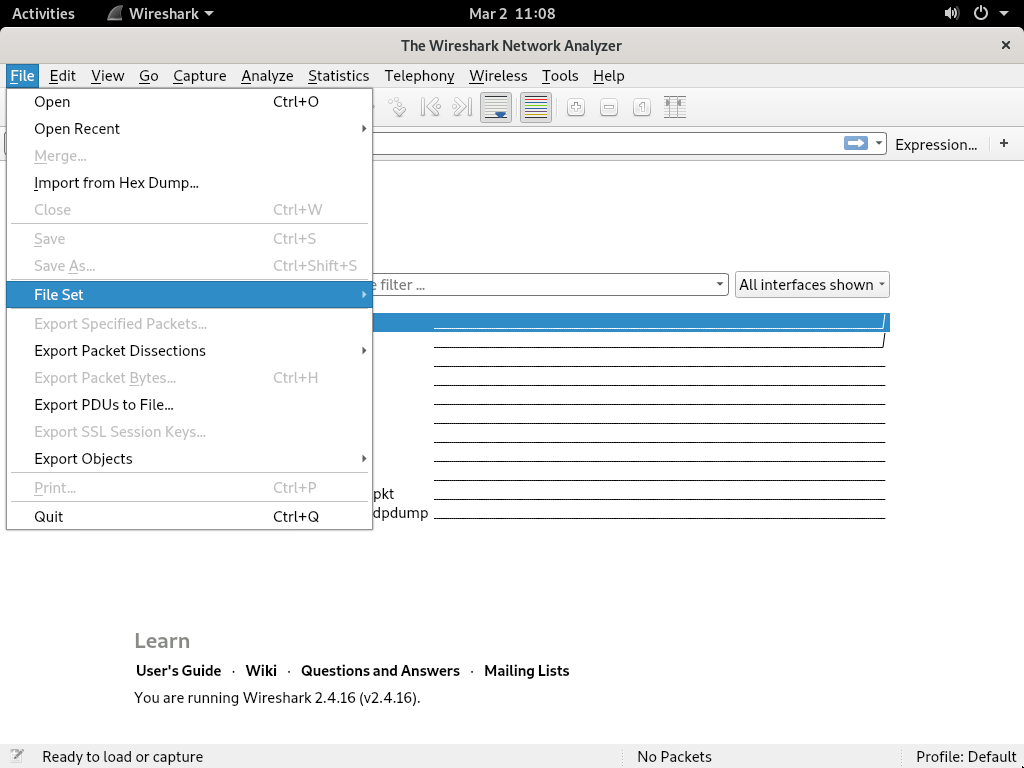 Activities Wireshark Mar 2 11:08
The Wireshark Network Analyzer
File Edit View Go Capture Analyze Statistics Telephony Wireless Tools Help
Open Ctrl+O
Open Recent
Expression... +
Merge...
Import from Hex Dump...
Close Ctrl+W
Save Ctrl+S
Save As... Ctrl+Shift+S
filter ... All interfaces shown
File Set
Export Specified Packets...
Export Packet Dissections
Export Packet Bytes... Ctrl+H
Export PDUs to File...
Export SSL Session Keys...
Export Objects
Print... Ctrl+P
pkt
dpdump
Quit Ctrl+Q
Learn
User's Guide · Wiki · Questions and Answers · Mailing Lists
You are running Wireshark 2.4.16 (v2.4.16).
Ready to load or capture No Packets Profile: Default